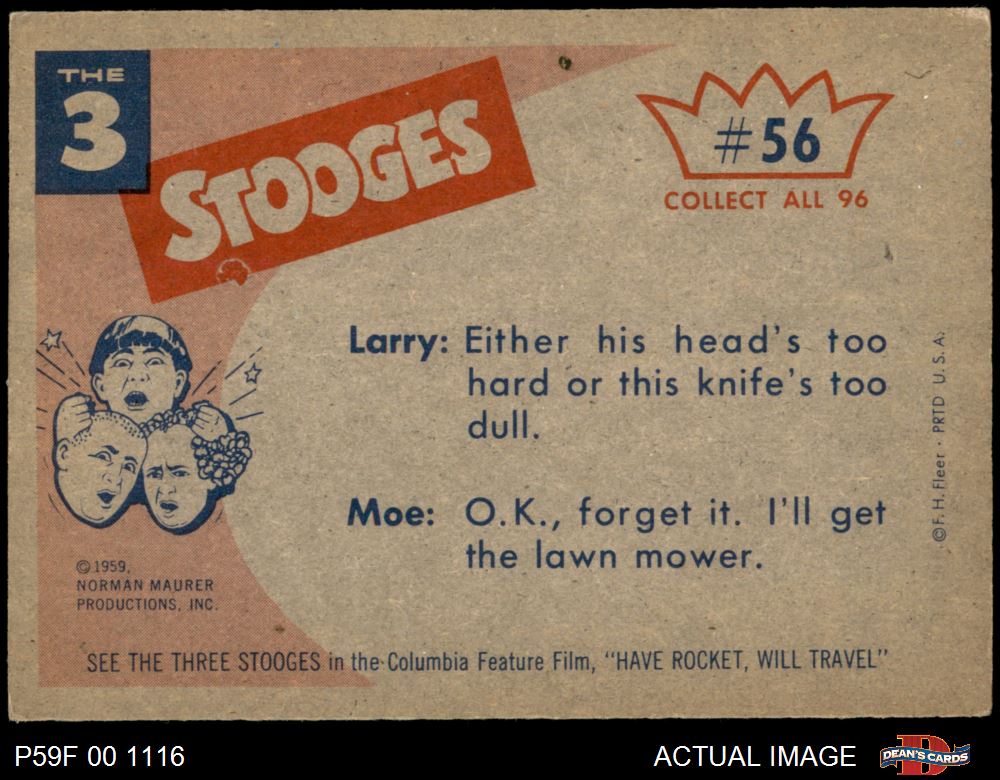 THE
3
STOOGES
#56
COLLECT ALL 96
Larry: Either his head's too
hard or this knife's too
dull.
Moe: O.K., forget it. I'll get
the lawn mower.
©F. H. Fleer • PRTD U. S. A.
© 1959,
NORMAN MAURER
PRODUCTIONS, INC.
SEE THE THREE STOOGES in the Columbia Feature Film, "HAVE ROCKET, WILL TRAVEL"
P59F 00 1116
ACTUAL IMAGE
DEAN'S CARDS